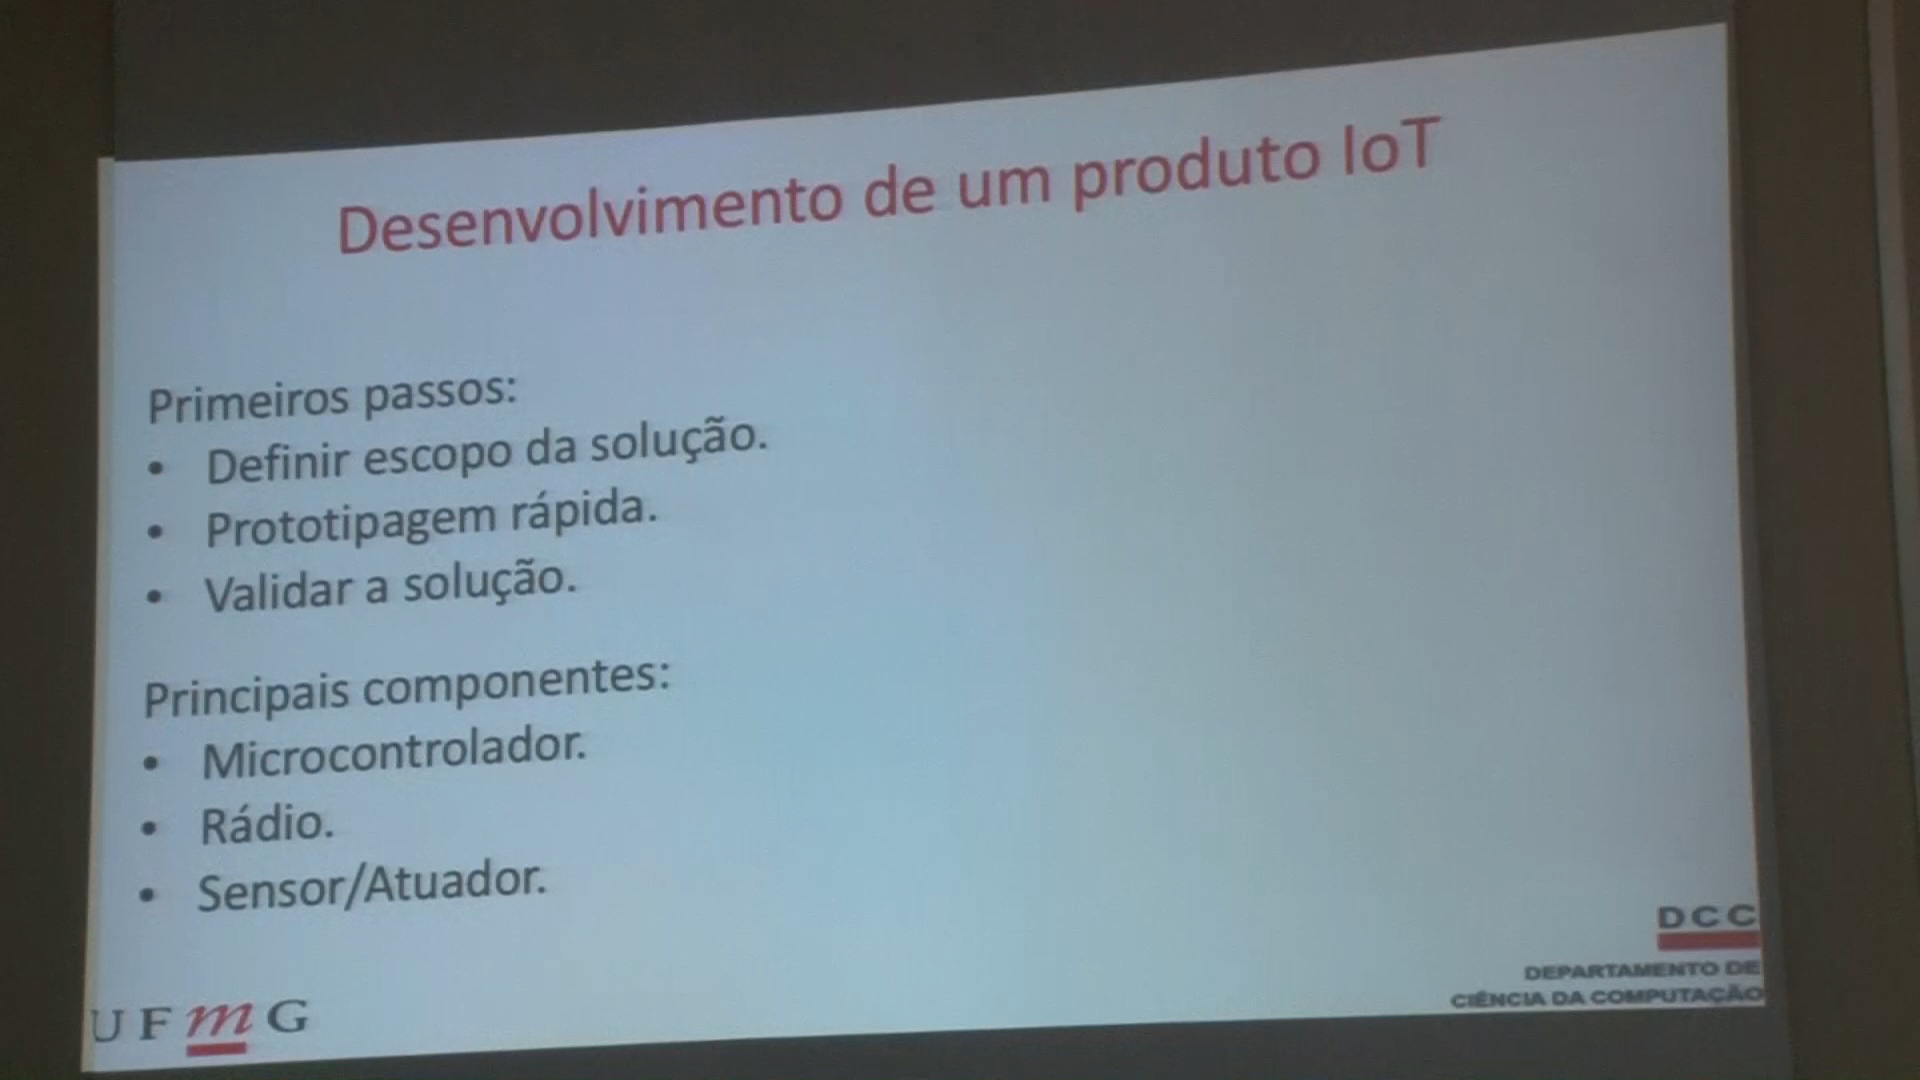 Desenvolvimento de um produto IoT
Primeiros passos:
• Definir escopo da solução.
• Prototipagem rápida.
• Validar a solução.
Principais componentes:
• Microcontrolador.
• Rádio.
• Sensor/Atuador.
UFmG
DCC
DEPARTAMENTO DE
CIÊNCIA DA COMPUTAÇÃO